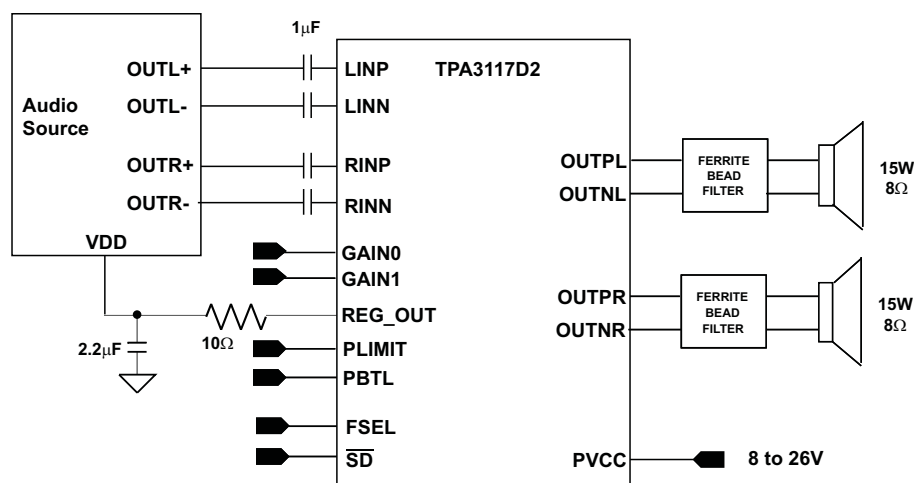 1μF
TPA3117D2
OUTL+
LINP
OUTL-
LINN
Audio
Source
OUTR+
RINP
OUTR-
RINN
VDD
GAIN0
GAIN1
REG_OUT
10Ω
2.2μF
PLIMIT
PBTL
FSEL
SD
OUTPL
OUTNL
FERRITE
BEAD
FILTER
15W
8Ω
OUTPR
OUTNR
FERRITE
BEAD
FILTER
15W
8Ω
PVCC
8 to 26V